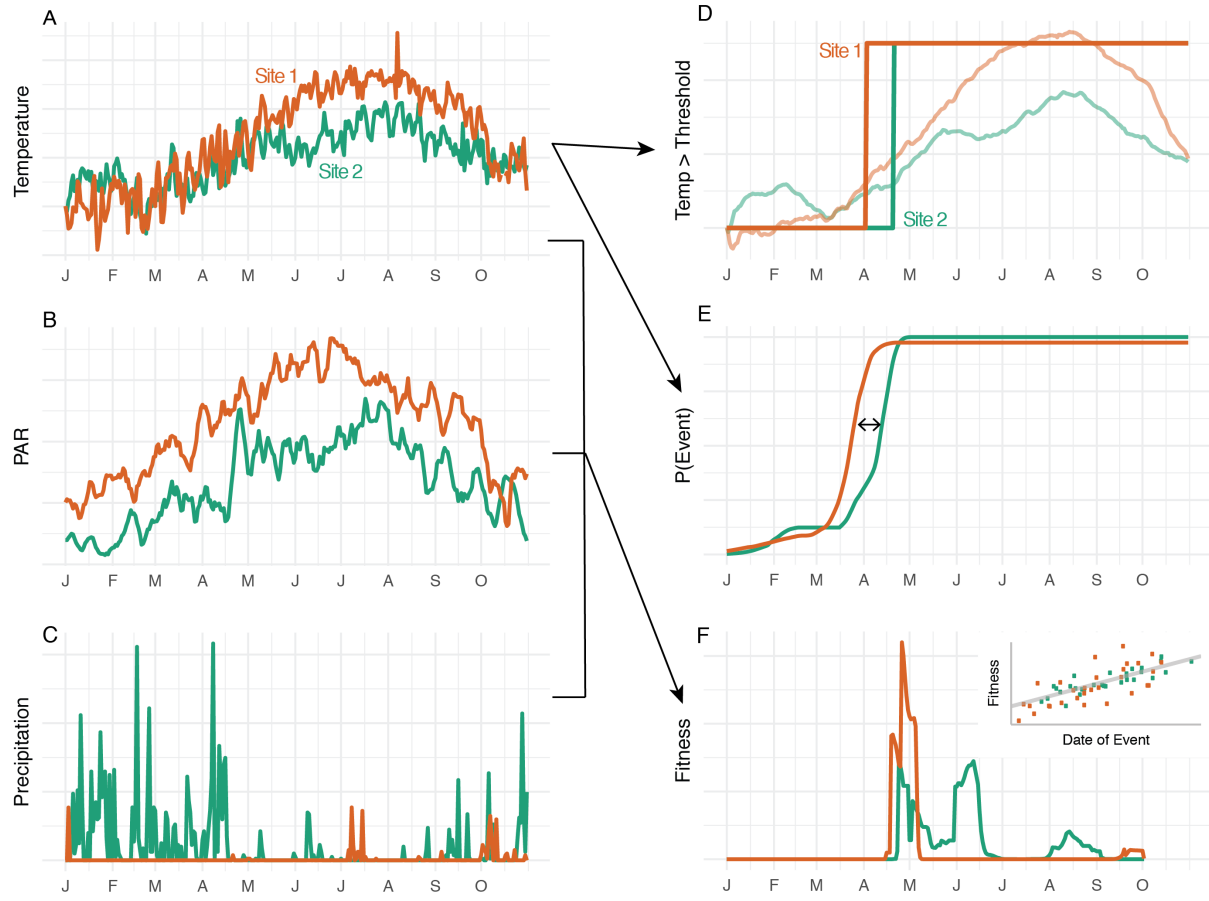 A
Temperature
Site 1
Site 2
J F M A M J J A S O
B
PAR
J F M A M J J A S O
C
Precipitation
J F M A M J J A S O
D
Temp > Threshold
Site 1
Site 2
J F M A M J J A S O
E
P(Event)
J F M A M J J A S O
F
Fitness
Fitness
Date of Event
J F M A M J J A S O